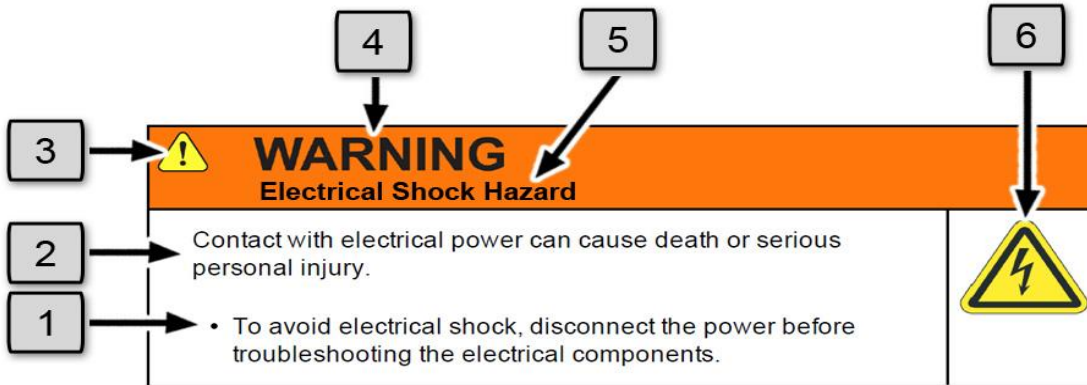 4
5
6
3
!
WARNING
Electrical Shock Hazard
2
Contact with electrical power can cause death or serious
personal injury.
1
• To avoid electrical shock, disconnect the power before
troubleshooting the electrical components.